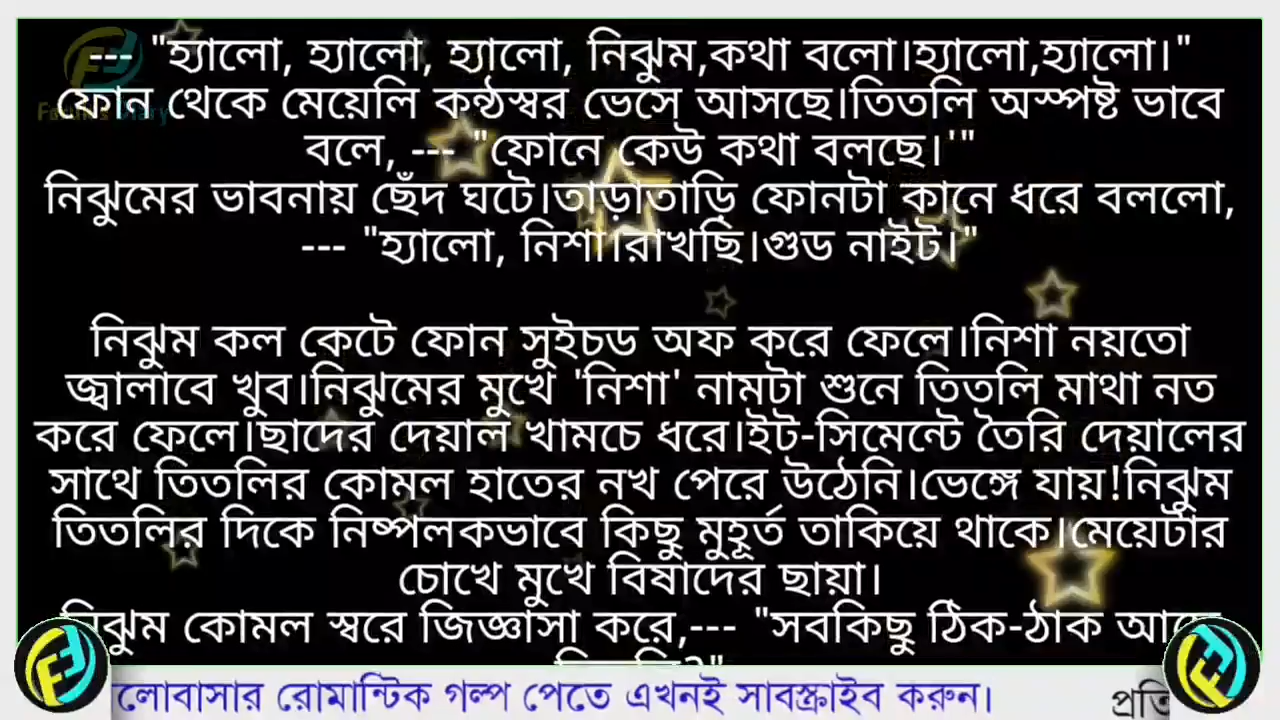 --- "হ্যালো, হ্যালো, হ্যালো, নিঝুম,কথা বলো।হ্যালো,হ্যালো।"
ফোন থেকে মেয়েলি কন্ঠস্বর ভেসে আসছে।তিতলি অস্পষ্ট ভাবে
বলে, --- "ফোনে কেউ কথা বলছে।'"
নিঝুমের ভাবনায় ছেঁদ ঘটে।তাড়াতাড়ি ফোনটা কানে ধরে বললো,
--- "হ্যালো, নিশা।রাখছি।গুড নাইট।"
নিঝুম কল কেটে ফোন সুইচড অফ করে ফেলে।নিশা নয়তো
জ্বালাবে খুব।নিঝুমের মুখে 'নিশা' নামটা শুনে তিতলি মাথা নত
করে ফেলে।ছাদের দেয়াল খামচে ধরে।ইট-সিমেন্টে তৈরি দেয়ালের
সাথে তিতলির কোমল হাতের নখ পেরে উঠেনি।ভেঙ্গে যায়!নিঝুম
তিতলির দিকে নিষ্পলকভাবে কিছু মুহূর্ত তাকিয়ে থাকে।মেয়েটার
চোখে মুখে বিষাদের ছায়া।
নিঝুম কোমল স্বরে জিজ্ঞাসা করে,--- "সবকিছু ঠিক-ঠাক
লোবাসার রোমান্টিক গল্প পেতে এখনই সাবস্ক্রাইব করুন। প্রতি